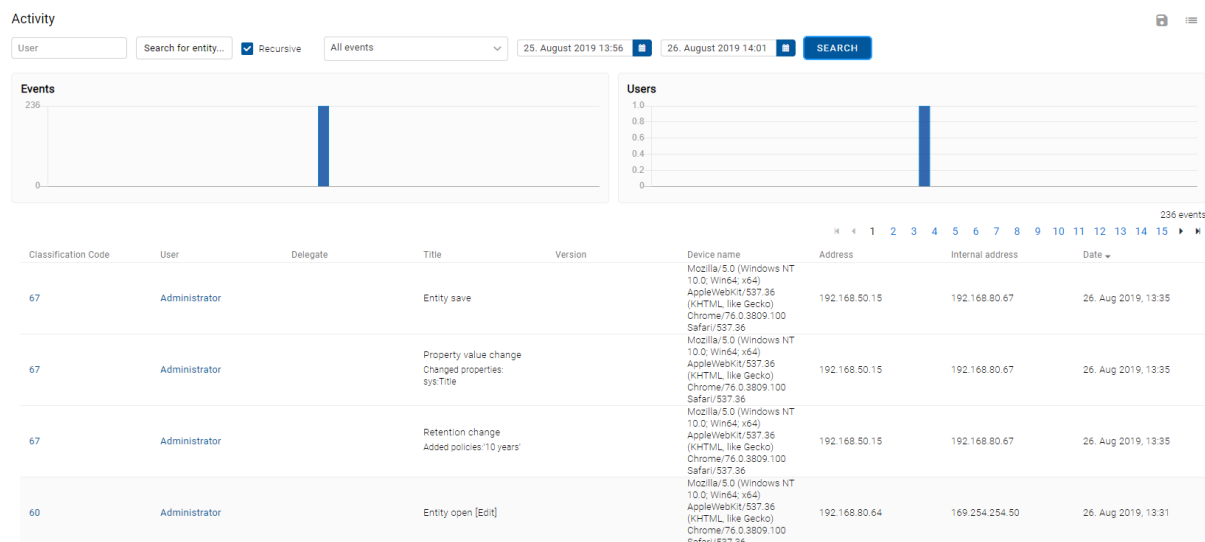 Activity
User
Search for entity...
Recursive
All events
25. August 2019 13:56
26. August 2019 14:01
SEARCH
Events
236
0
Users
1.0
0.8
0.6
0.4
0.2
0
236 events
1 2 3 4 5 6 7 8 9 10 11 12 13 14 15
Classification Code User Delegate Title Version Device name Address Internal address Date
67 Administrator Entity save
Mozilla/5.0 (Windows NT
10.0; Win64; x64)
AppleWebKit/537.36
(KHTML, like Gecko)
Chrome/76.0.3809.100
Safari/537.36
192.168.50.15 192.168.80.67 26. Aug 2019, 13:35
67 Administrator
Property value change
Changed properties:
sys:Title
Mozilla/5.0 (Windows NT
10.0; Win64; x64)
AppleWebKit/537.36
(KHTML, like Gecko)
Chrome/76.0.3809.100
Safari/537.36
192.168.50.15 192.168.80.67 26. Aug 2019, 13:35
67 Administrator
Retention change
Added policies:'10 years'
Mozilla/5.0 (Windows NT
10.0; Win64; x64)
AppleWebKit/537.36
(KHTML, like Gecko)
Chrome/76.0.3809.100
Safari/537.36
192.168.50.15 192.168.80.67 26. Aug 2019, 13:35
60 Administrator Entity open [Edit]
Mozilla/5.0 (Windows NT
10.0; Win64; x64)
AppleWebKit/537.36
(KHTML, like Gecko)
Chrome/76.0.3809.100
Safari/537.36
192.168.80.64 169.254.254.50 26. Aug 2019, 13:31